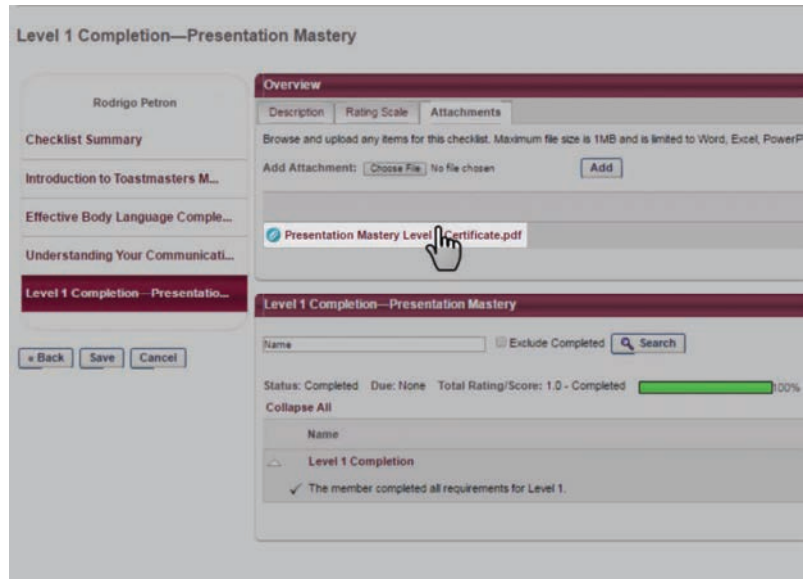 Level 1 Completion—Presentation Mastery
Rodrigo Petron
Checklist Summary
Introduction to Toastmasters M...
Effective Body Language Comple...
Understanding Your Communicati...
Level 1 Completion—Presentatio...
« Back Save Cancel
Overview
Description Rating Scale Attachments
Browse and upload any items for this checklist. Maximum file size is 1MB and is limited to Word, Excel, PowerP
Add Attachment: Choose File No file chosen Add
Presentation Mastery Level Certificate.pdf
Level 1 Completion—Presentation Mastery
Name Exclude Completed Search
Status: Completed Due: None Total Rating/Score: 1.0 - Completed 100%
Collapse All
Name
Level 1 Completion
The member completed all requirements for Level 1.